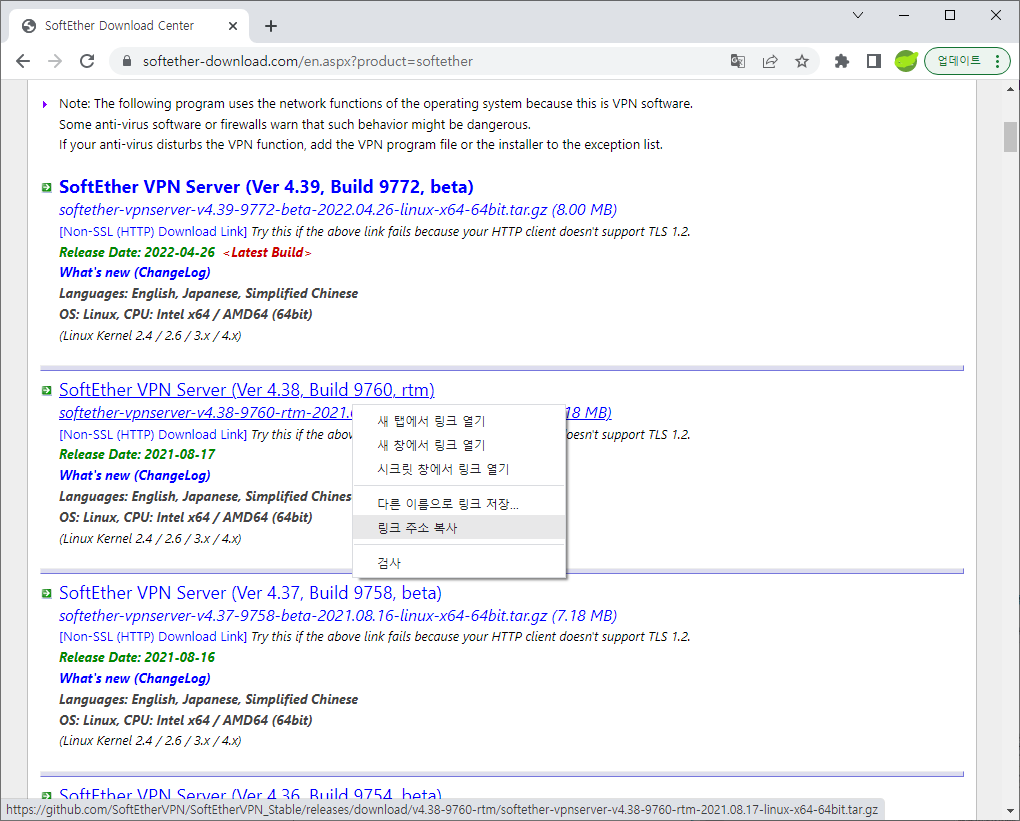 SoftEther Download Center
softether-download.com/en.aspx?product=softether
업데이트
Note: The following program uses the network functions of the operating system because this is VPN software.
Some anti-virus software or firewalls warn that such behavior might be dangerous.
If your anti-virus disturbs the VPN function, add the VPN program file or the installer to the exception list.
SoftEther VPN Server (Ver 4.39, Build 9772, beta)
softether-vpnserver-v4.39-9772-beta-2022.04.26-linux-x64-64bit.tar.gz (8.00 MB)
[Non-SSL (HTTP) Download Link] Try this if the above link fails because your HTTP client doesn't support TLS 1.2.
Release Date: 2022-04-26 <Latest Build>
What's new (ChangeLog)
Languages: English, Japanese, Simplified Chinese
OS: Linux, CPU: Intel x64 / AMD64 (64bit)
(Linux Kernel 2.4 / 2.6 / 3.x / 4.x)
SoftEther VPN Server (Ver 4.38, Build 9760, rtm)
softether-vpnserver-v4.38-9760-rtm-2021. 18 MB)
[Non-SSL (HTTP) Download Link] Try this if the abov oesn't support TLS 1.2.
Release Date: 2021-08-17
What's new (ChangeLog)
Languages: English, Japanese, Simplified Chines
OS: Linux, CPU: Intel x64 / AMD64 (64bit)
(Linux Kernel 2.4 / 2.6 / 3.x / 4.x)
새 탭에서 링크 열기
새 창에서 링크 열기
시크릿 창에서 링크 열기
다른 이름으로 링크 저장...
링크 주소 복사
검사
SoftEther VPN Server (Ver 4.37, Build 9758, beta)
softether-vpnserver-v4.37-9758-beta-2021.08.16-linux-x64-64bit.tar.gz (7.18 MB)
[Non-SSL (HTTP) Download Link] Try this if the above link fails because your HTTP client doesn't support TLS 1.2.
Release Date: 2021-08-16
What's new (ChangeLog)
Languages: English, Japanese, Simplified Chinese
OS: Linux, CPU: Intel x64 / AMD64 (64bit)
(Linux Kernel 2.4 / 2.6 / 3.x / 4.x)
SoftEther VPN Server (Ver 4.36, Build 9754, beta)
https://github.com/SoftEtherVPN/SoftEtherVPN_Stable/releases/download/v4.38-9760-rtm/softether-vpnserver-v4.38-9760-rtm-2021.08.17-linux-x64-64bit.tar.gz